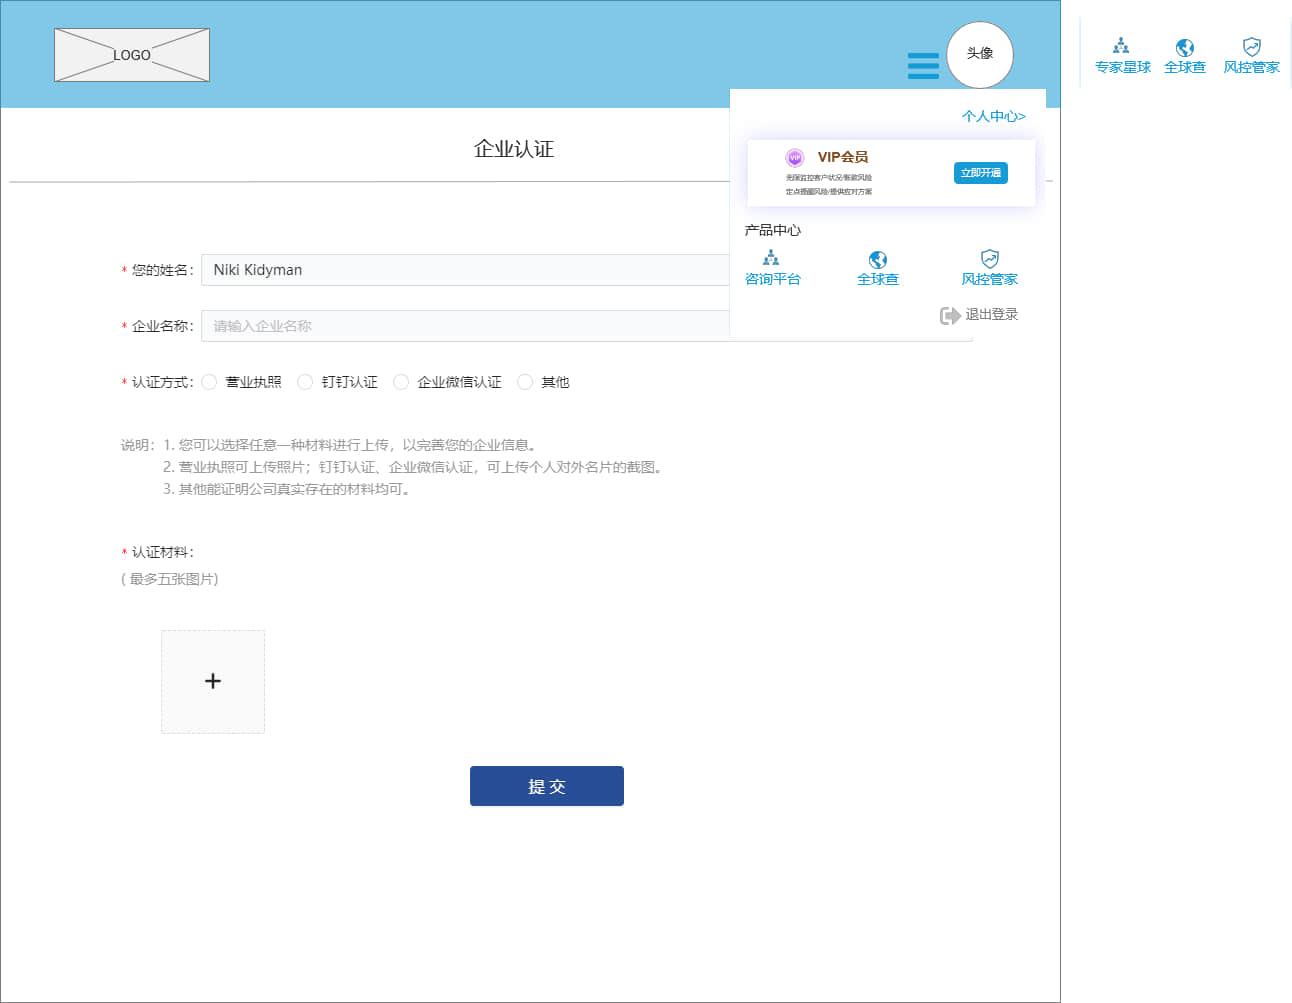 LOGO
头像
专家星球 全球查 风控管家
个人中心>
企业认证
VIP
VIP会员
无限监控客户状况/账款风险
定点提醒风险/提供应对方案
立即开通
产品中心
咨询平台 全球查 风控管家
退出登录
* 您的姓名: Niki Kidyman
* 企业名称: 请输入企业名称
* 认证方式: 营业执照 钉钉认证 企业微信认证 其他
说明: 1. 您可以选择任意一种材料进行上传，以完善您的企业信息。
2. 营业执照可上传照片；钉钉认证、企业微信认证，可上传个人对外名片的截图。
3. 其他能证明公司真实存在的材料均可。
* 认证材料:
( 最多五张图片)
+
提 交